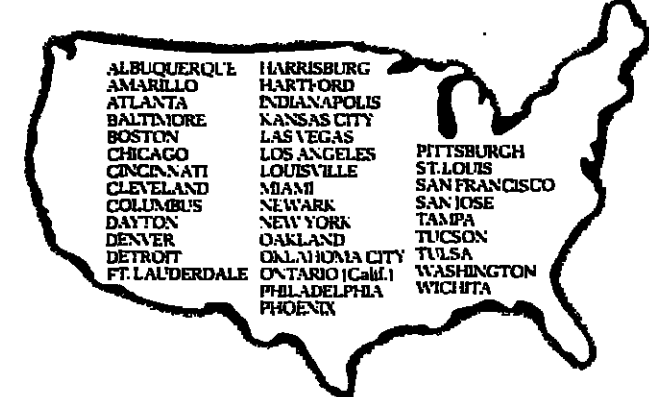 ALBUQUERQUE
AMARILLO
ATLANTA
BALTIMORE
BOSTON
CHICAGO
CINCINNATI
CLEVELAND
COLUMBUS
DAYTON
DENVER
DETROIT
FT. LAUDERDALE
HARRISBURG
HARTFORD
INDIANAPOLIS
KANSAS CITY
LAS VEGAS
LOS ANGELES
LOUISVILLE
MIAMI
NEWARK
NEW YORK
OAKLAND
OKLAHOMA CITY
ONTARIO (Calif.)
PHILADELPHIA
PHOENIX
PITTSBURGH
ST. LOUIS
SAN FRANCISCO
SAN JOSE
TAMPA
TUCSON
TULSA
WASHINGTON
WICHITA